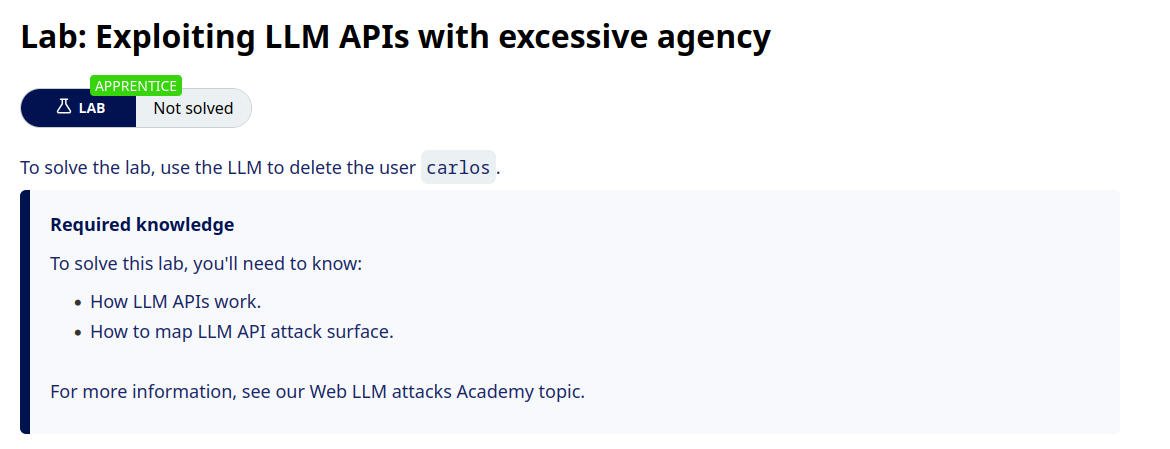 Lab: Exploiting LLM APIs with excessive agency
APPRENTICE
LAB Not solved
To solve the lab, use the LLM to delete the user carlos.
Required knowledge
To solve this lab, you'll need to know:
• How LLM APIs work.
• How to map LLM API attack surface.
For more information, see our Web LLM attacks Academy topic.